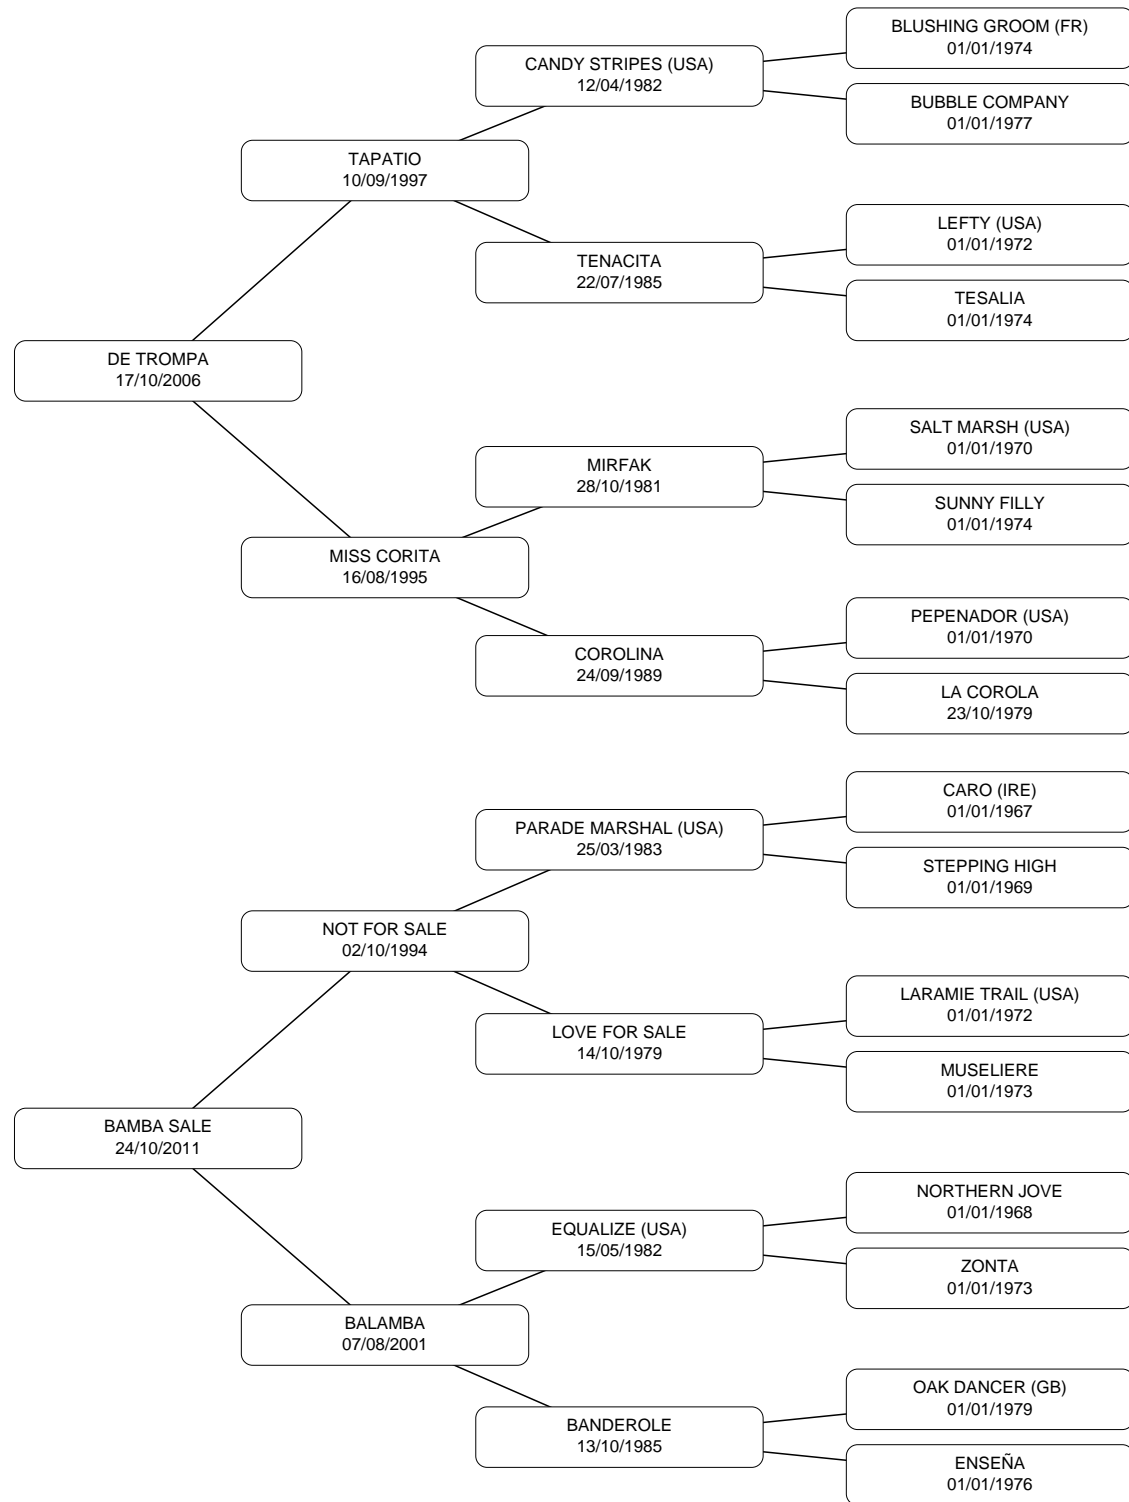 BLUSHING GROOM (FR)
01/01/1974
CANDY STRIPES (USA)
12/04/1982
BUBBLE COMPANY
01/01/1977
TAPATIO
10/09/1997
LEFTY (USA)
01/01/1972
TENACITA
22/07/1985
TESALIA
01/01/1974
DE TROMPA
17/10/2006
SALT MARSH (USA)
01/01/1970
MIRFAK
28/10/1981
SUNNY FILLY
01/01/1974
MISS CORITA
16/08/1995
PEPENADOR (USA)
01/01/1970
COROLINA
24/09/1989
LA COROLA
23/10/1979
CARO (IRE)
01/01/1967
PARADE MARSHAL (USA)
25/03/1983
STEPPING HIGH
01/01/1969
NOT FOR SALE
02/10/1994
LARAMIE TRAIL (USA)
01/01/1972
LOVE FOR SALE
14/10/1979
MUSELIERE
01/01/1973
BAMBA SALE
24/10/2011
NORTHERN JOVE
01/01/1968
EQUALIZE (USA)
15/05/1982
ZONTA
01/01/1973
BALAMBA
07/08/2001
OAK DANCER (GB)
01/01/1979
BANDEROLE
13/10/1985
ENSEÑA
01/01/1976